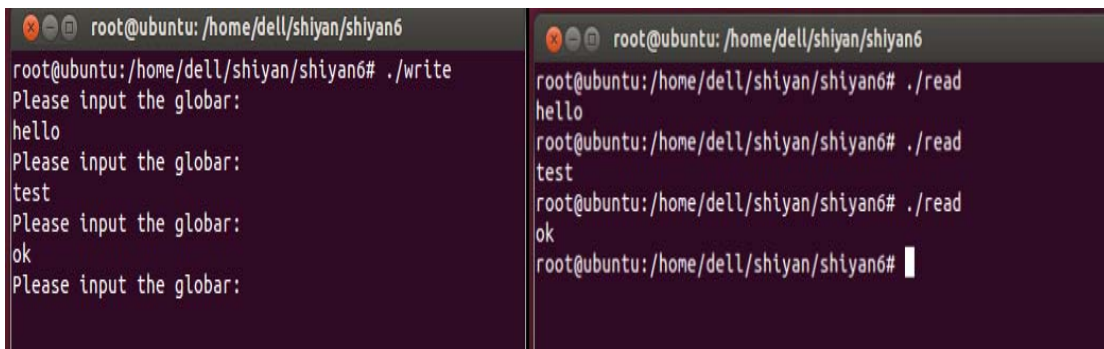 root@ubuntu: /home/dell/shiyan/shiyan6
root@ubuntu:/home/dell/shiyan/shiyan6# ./write
Please input the globar:
hello
Please input the globar:
test
Please input the globar:
ok
Please input the globar:
root@ubuntu: /home/dell/shiyan/shiyan6
root@ubuntu:/home/dell/shiyan/shiyan6# ./read
hello
root@ubuntu:/home/dell/shiyan/shiyan6# ./read
test
root@ubuntu:/home/dell/shiyan/shiyan6# ./read
ok
root@ubuntu:/home/dell/shiyan/shiyan6#